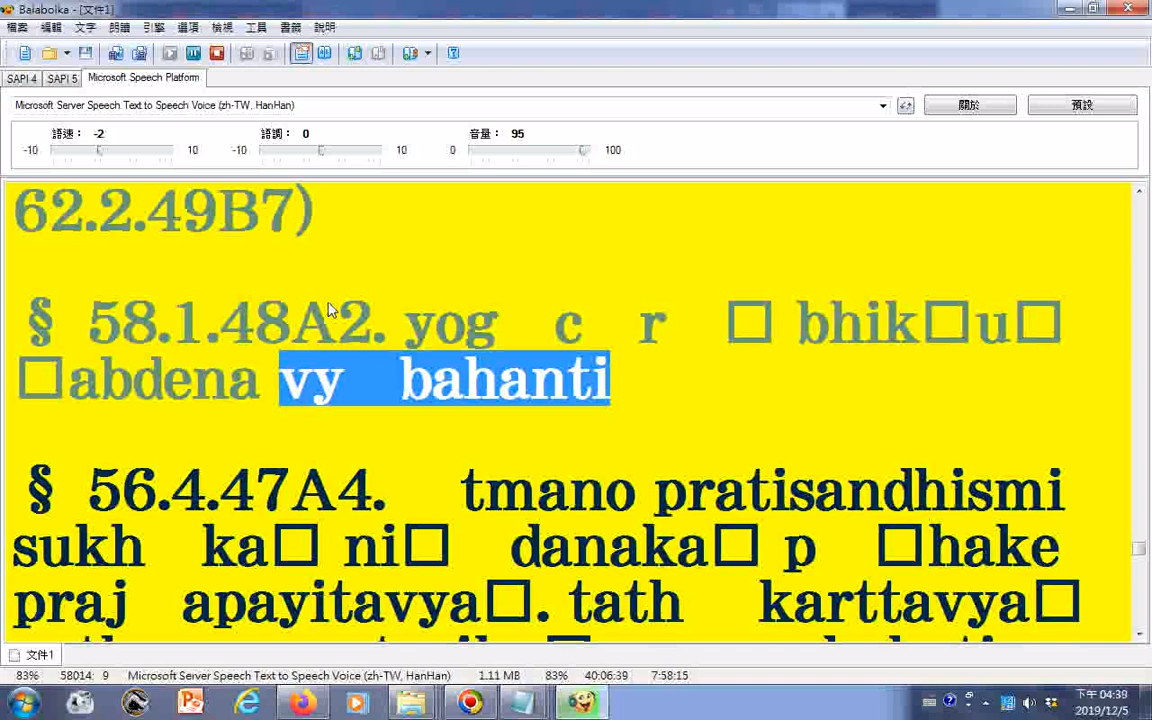 Balabolka - [文件1]
檔案 編輯 文字 朗讀 引擎 選項 檢視 工具 書籤 說明
SAPI 4 SAPI 5 Microsoft Speech Platform
Microsoft Server Speech Text to Speech Voice (zh-TW, HanHan) 關於 預設
語速： -2 語調： 0 音量： 95
-10 10 -10 10 0 100
62.2.49B7)
§ 58.1.48A2. yog c r □ bhik□u□
□abdena vy bahanti
§ 56.4.47A4. tmano pratisandhismi
sukh ka□ ni□ danaka□ p □hake
praj apayitavya□. tath karttavya□
文件1
83% 58014: 9 Microsoft Server Speech Text to Speech Voice (zh-TW, HanHan) 1.11 MB 83% 40:06:39 7:58:15
下午 04:39
2019/12/5